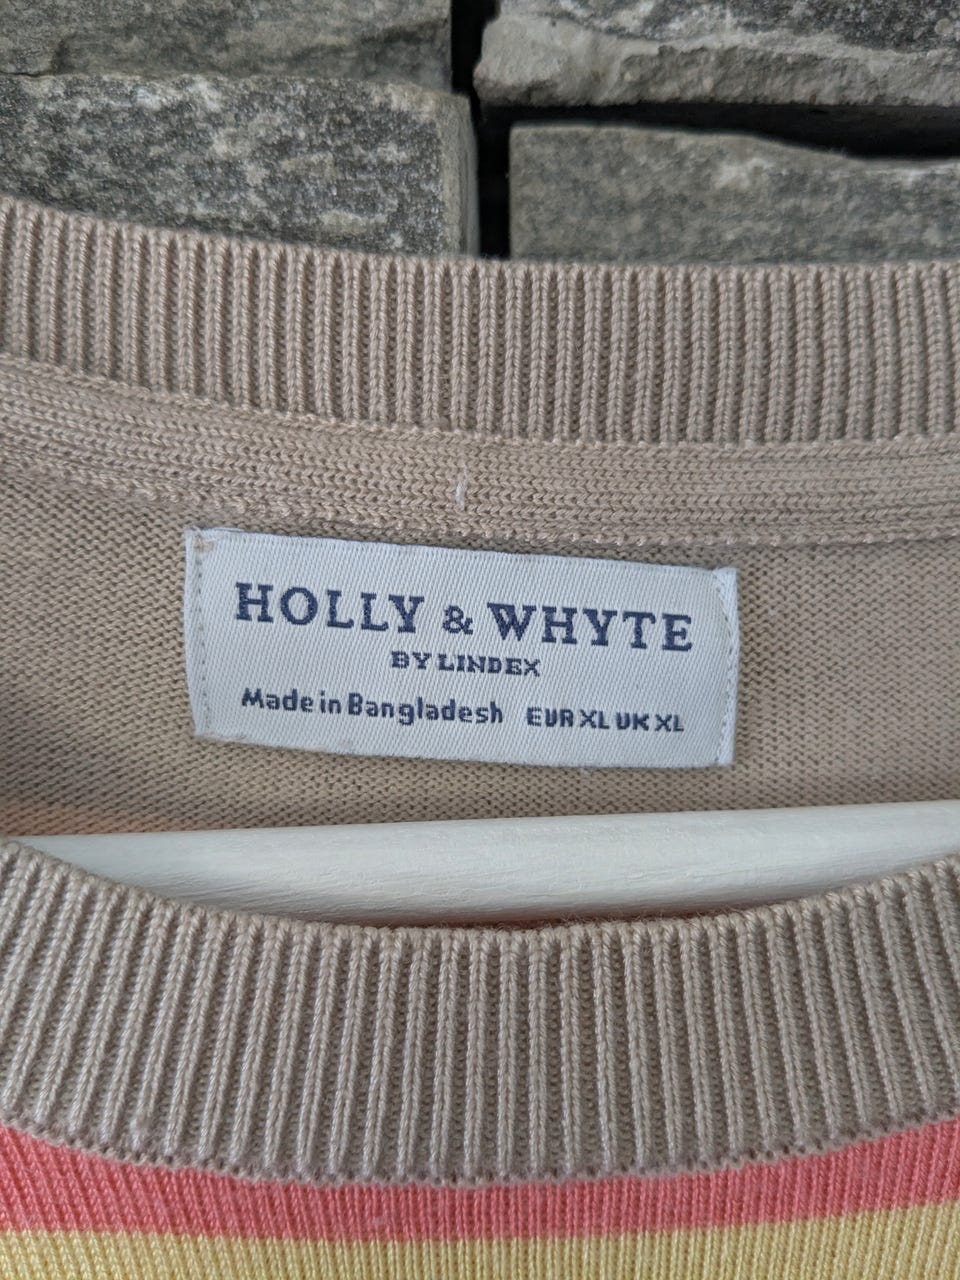 HOLLY & WHYTE
BY LINDEX
Made in Bangladesh EUR XL UK XL